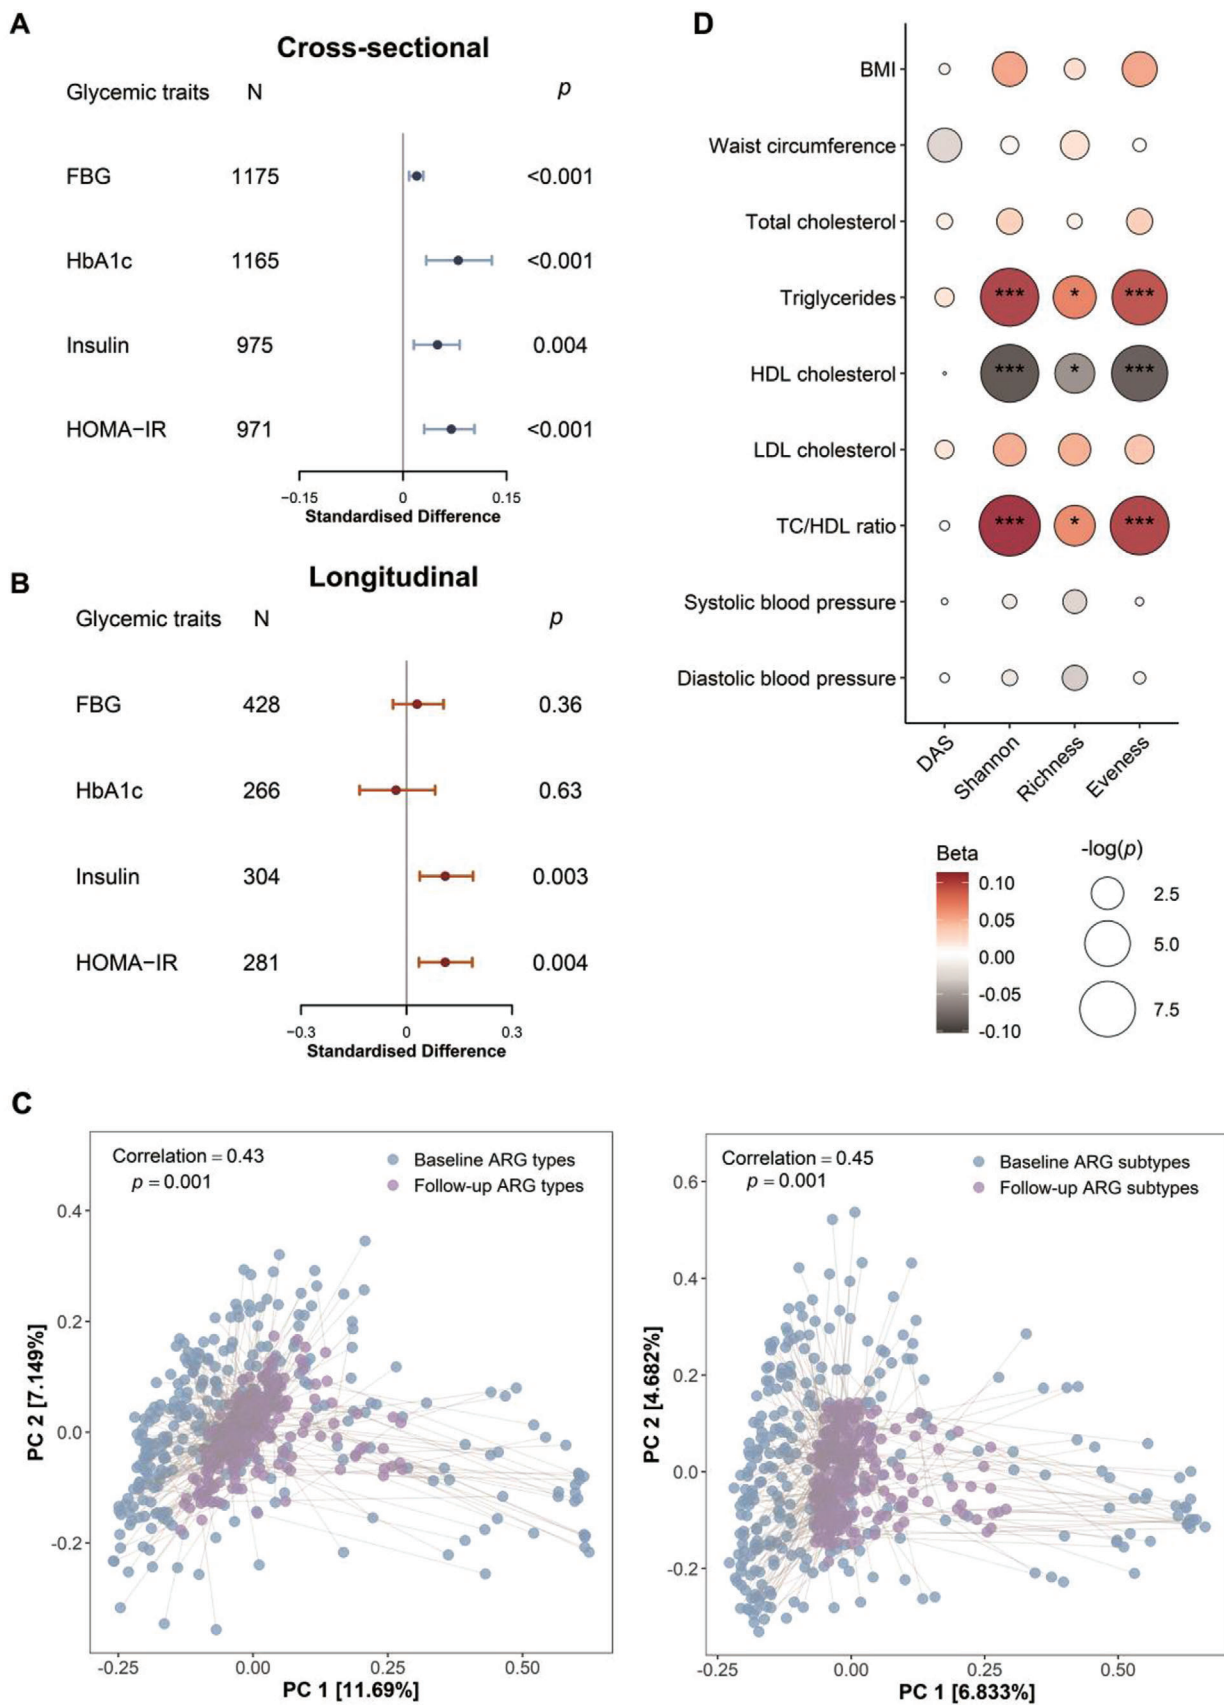 A
Cross-sectional
Glycemic traits N p
FBG 1175 <0.001
HbA1c 1165 <0.001
Insulin 975 0.004
HOMA−IR 971 <0.001
−0.15 0 0.15
Standardised Difference
B
Longitudinal
Glycemic traits N p
FBG 428 0.36
HbA1c 266 0.63
Insulin 304 0.003
HOMA−IR 281 0.004
−0.3 0 0.3
Standardised Difference
D
BMI
Waist circumference
Total cholesterol
Triglycerides *** * ***
HDL cholesterol *** * ***
LDL cholesterol
TC/HDL ratio *** * ***
Systolic blood pressure
Diastolic blood pressure
DAS Shannon Richness Eveness
Beta
0.10
0.05
0.00
-0.05
-0.10
-log(p)
2.5
5.0
7.5
C
Correlation = 0.43
p = 0.001
Baseline ARG types
Follow-up ARG types
0.4
0.2
0.0
-0.2
PC 2 [7.149%]
-0.25 0.00 0.25 0.50
PC 1 [11.69%]
Correlation = 0.45
p = 0.001
Baseline ARG subtypes
Follow-up ARG subtypes
0.6
0.4
0.2
0.0
-0.2
PC 2 [4.682%]
-0.25 0.00 0.25 0.50
PC 1 [6.833%]